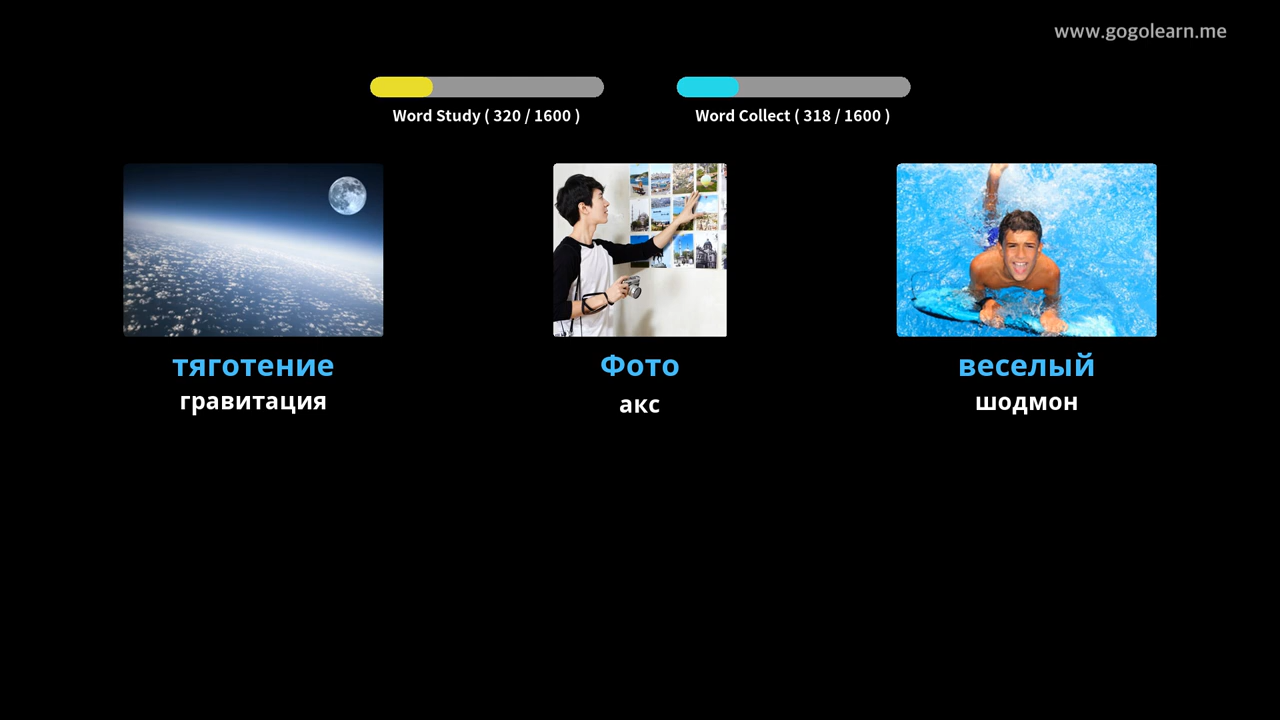 www.gogolearn.me
Word Study ( 320 / 1600 )
Word Collect ( 318 / 1600 )
тяготение
гравитация
Фото
акс
веселый
шодмон